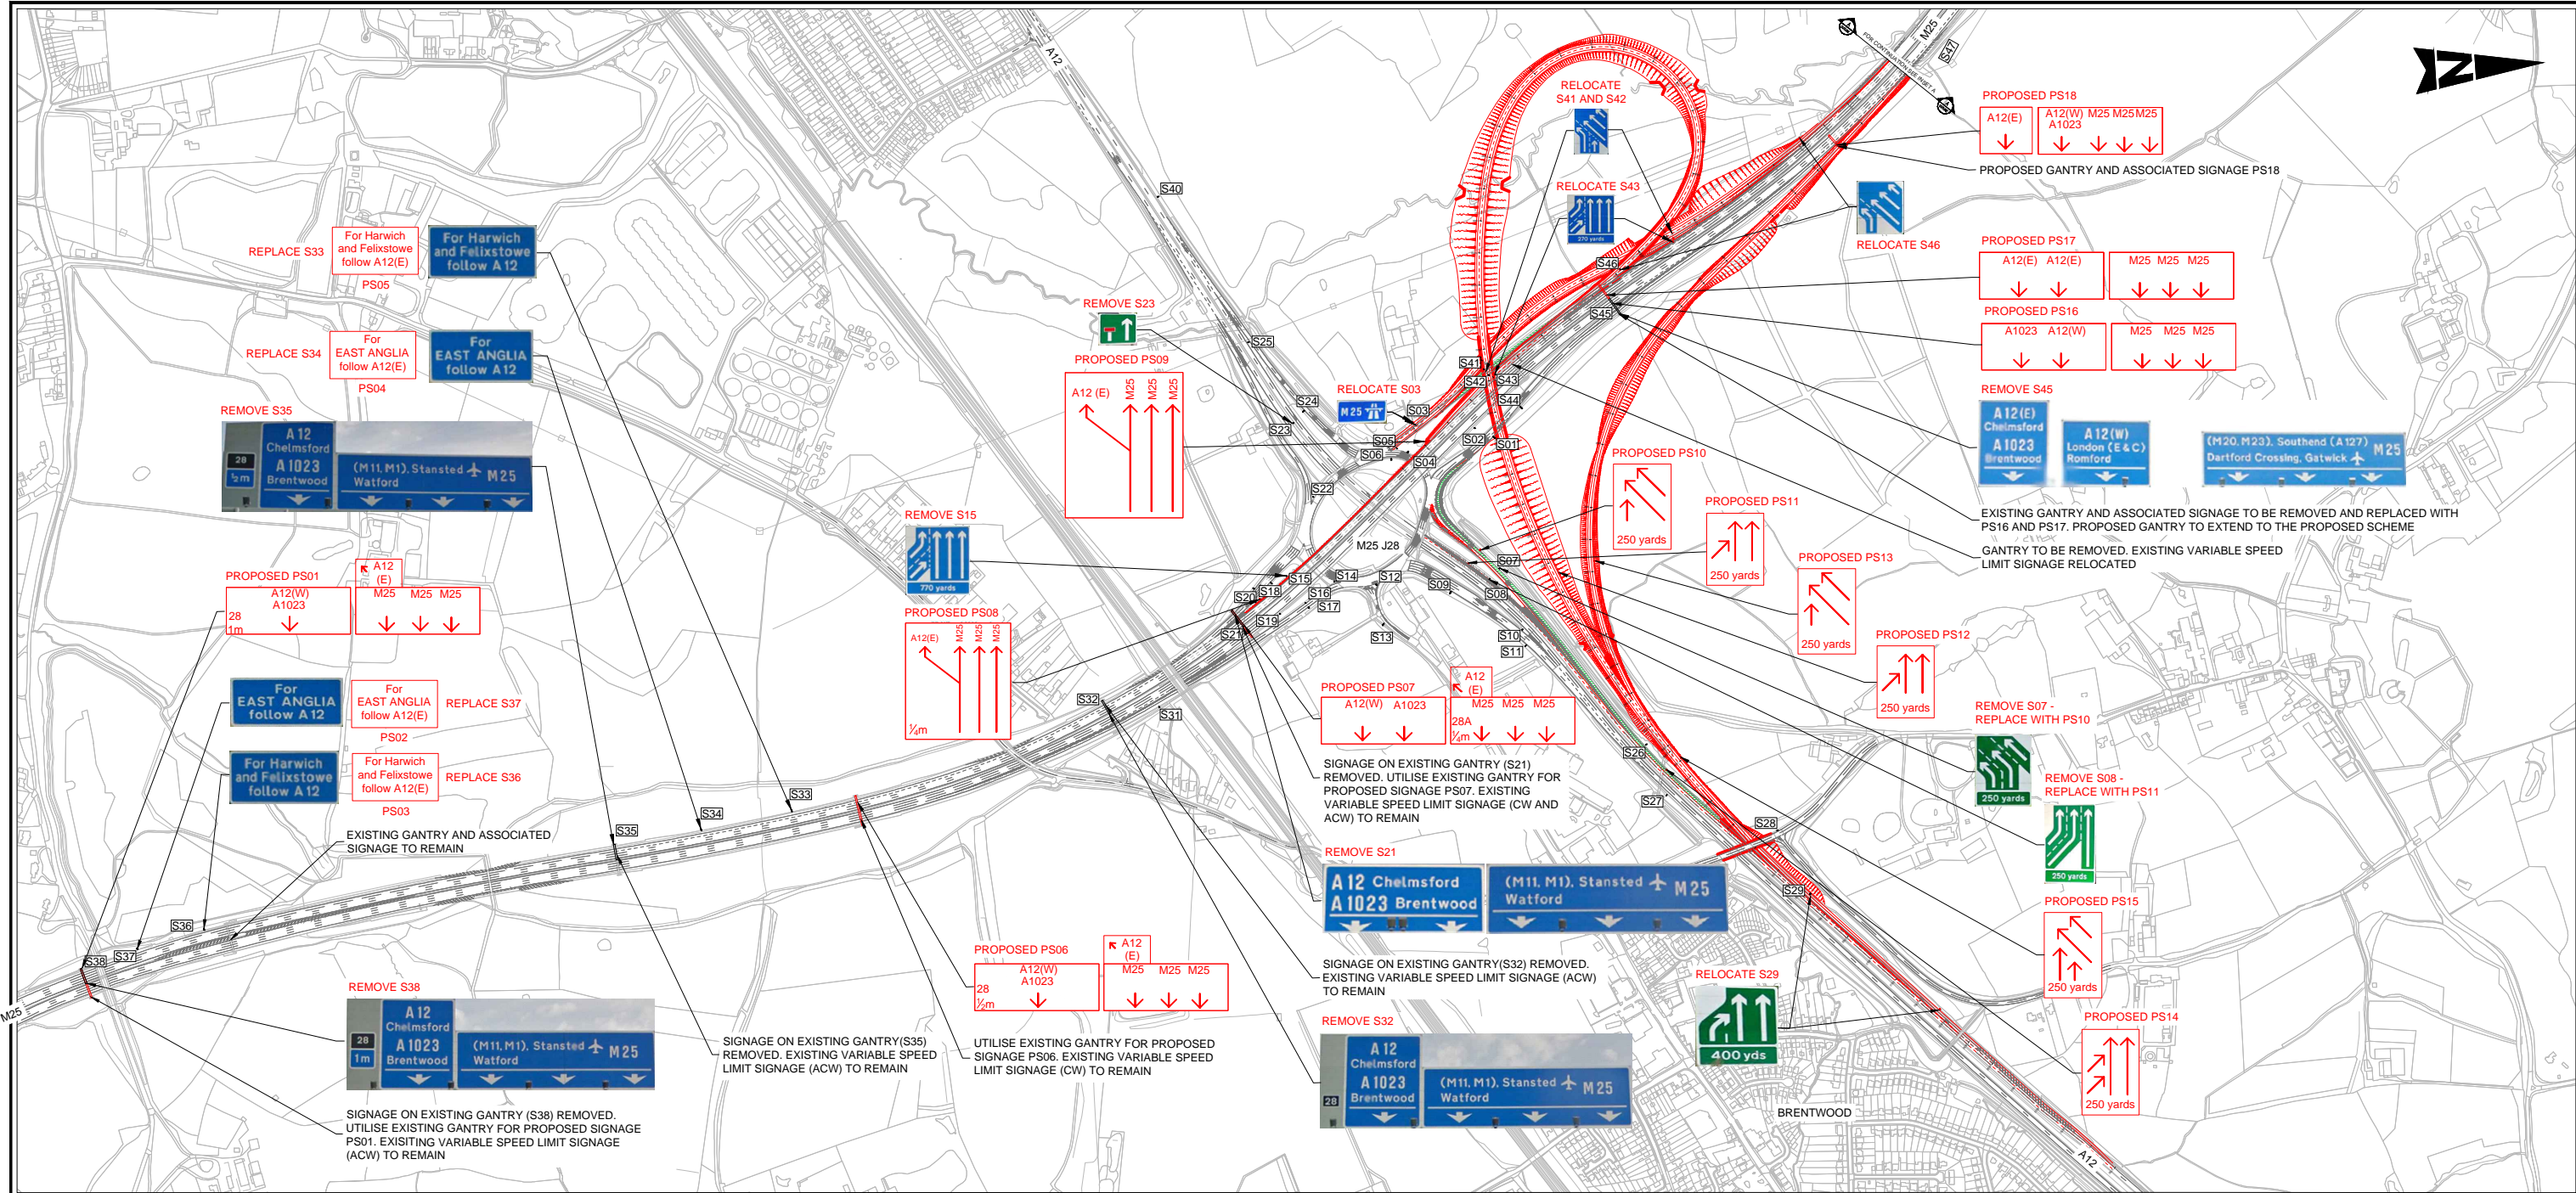 A12
M25
S47
FOR CONTINUATION SEE INSET A
N
RELOCATE
S41 AND S42
PROPOSED PS18
A12(E)
A12(W) M25 M25 M25
A1023
PROPOSED GANTRY AND ASSOCIATED SIGNAGE PS18
S40
RELOCATE S43
370 yards
RELOCATE S46
REPLACE S33
For Harwich
and Felixstowe
follow A12(E)
PS05
For Harwich
and Felixstowe
follow A12
PROPOSED PS17
A12(E) A12(E)
M25 M25 M25
PROPOSED PS16
A1023 A12(W)
M25 M25 M25
S46
S45
REMOVE S23
REPLACE S34
For
EAST ANGLIA
follow A12(E)
PS04
For
EAST ANGLIA
follow A12
S25
PROPOSED PS09
A12 (E)
M25
M25
M25
S41
S42
S43
S44
RELOCATE S03
M25
S03
S24
S23
S05
S06
S02
S01
S04
S22
REMOVE S45
A12(E)
Chelmsford
A1023
Brentwood
A12(W)
London (E&C)
Romford
(M20, M23), Southend (A127)
Dartford Crossing, Gatwick
M25
REMOVE S35
28
½m
A12
Chelmsford
A1023
Brentwood
(M11, M1), Stansted
Watford
M25
PROPOSED PS10
250 yards
PROPOSED PS11
250 yards
EXISTING GANTRY AND ASSOCIATED SIGNAGE TO BE REMOVED AND REPLACED WITH
PS16 AND PS17. PROPOSED GANTRY TO EXTEND TO THE PROPOSED SCHEME
GANTRY TO BE REMOVED. EXISTING VARIABLE SPEED
LIMIT SIGNAGE RELOCATED
REMOVE S15
770 yards
M25 J28
PROPOSED PS13
250 yards
S07
S08
S09
S10
S11
S12
S13
S14
S15
S16
S17
S18
S19
S20
S21
PROPOSED PS01
A12
(E)
A12(W)
A1023
28
1m
M25 M25 M25
PROPOSED PS08
A12(E)
M25
M25
M25
¼m
PROPOSED PS12
250 yards
PROPOSED PS07
A12
(E)
A12(W) A1023
M25 M25 M25
28A
¼m
S32
S31
For
EAST ANGLIA
follow A12
For
EAST ANGLIA
follow A12(E)
PS02
REPLACE S37
REMOVE S07 -
REPLACE WITH PS10
250 yards
S26
S27
S28
S29
SIGNAGE ON EXISTING GANTRY (S21)
REMOVED. UTILISE EXISTING GANTRY FOR
PROPOSED SIGNAGE PS07. EXISTING
VARIABLE SPEED LIMIT SIGNAGE (CW AND
ACW) TO REMAIN
REMOVE S08 -
REPLACE WITH PS11
250 yards
For Harwich
and Felixstowe
follow A12
For Harwich
and Felixstowe
follow A12(E)
PS03
REPLACE S36
S33
S34
S35
EXISTING GANTRY AND ASSOCIATED
SIGNAGE TO REMAIN
REMOVE S21
A12 Chelmsford
A1023 Brentwood
(M11, M1), Stansted
Watford
M25
PROPOSED PS15
250 yards
S36
S37
S38
M25
PROPOSED PS06
A12
(E)
A12(W)
A1023
28
½m
M25 M25 M25
SIGNAGE ON EXISTING GANTRY(S32) REMOVED.
EXISTING VARIABLE SPEED LIMIT SIGNAGE (ACW)
TO REMAIN
RELOCATE S29
400 yds
REMOVE S38
28
1m
A12
Chelmsford
A1023
Brentwood
(M11, M1), Stansted
Watford
M25
PROPOSED PS14
250 yards
REMOVE S32
28
A12
Chelmsford
A1023
Brentwood
(M11, M1), Stansted
Watford
M25
SIGNAGE ON EXISTING GANTRY(S35)
REMOVED. EXISTING VARIABLE SPEED
LIMIT SIGNAGE (ACW) TO REMAIN
UTILISE EXISTING GANTRY FOR PROPOSED
SIGNAGE PS06. EXISTING VARIABLE SPEED
LIMIT SIGNAGE (CW) TO REMAIN
SIGNAGE ON EXISTING GANTRY (S38) REMOVED.
UTILISE EXISTING GANTRY FOR PROPOSED SIGNAGE
PS01. EXISITING VARIABLE SPEED LIMIT SIGNAGE
(ACW) TO REMAIN
BRENTWOOD
A12